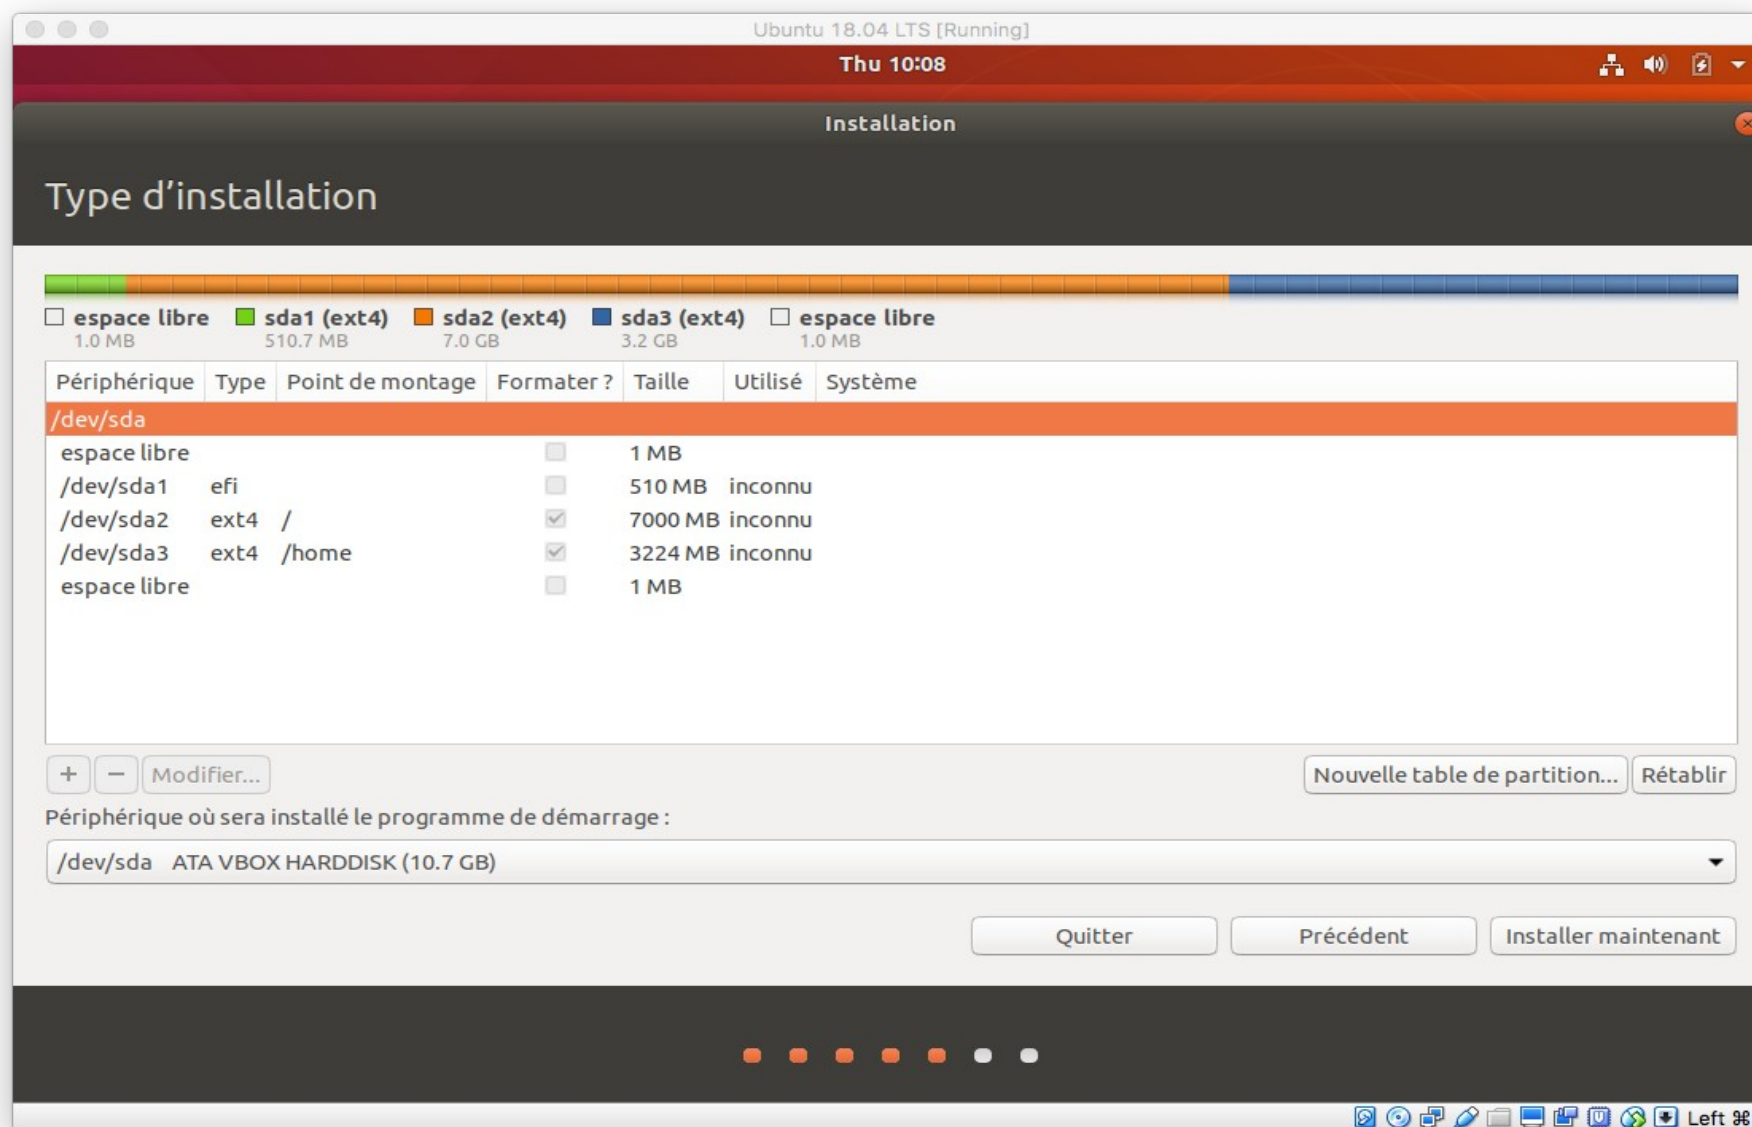 Ubuntu 18.04 LTS [Running]
Thu 10:08
Installation
Type d’installation
espace libre sda1 (ext4) sda2 (ext4) sda3 (ext4) espace libre
1.0 MB 510.7 MB 7.0 GB 3.2 GB 1.0 MB
Périphérique Type Point de montage Formater ? Taille Utilisé Système
/dev/sda
espace libre 1 MB
/dev/sda1 efi 510 MB inconnu
/dev/sda2 ext4 / 7000 MB inconnu
/dev/sda3 ext4 /home 3224 MB inconnu
espace libre 1 MB
+ − Modifier... Nouvelle table de partition... Rétablir
Périphérique où sera installé le programme de démarrage :
/dev/sda ATA VBOX HARDDISK (10.7 GB)
Quitter Précédent Installer maintenant
Left ⌘